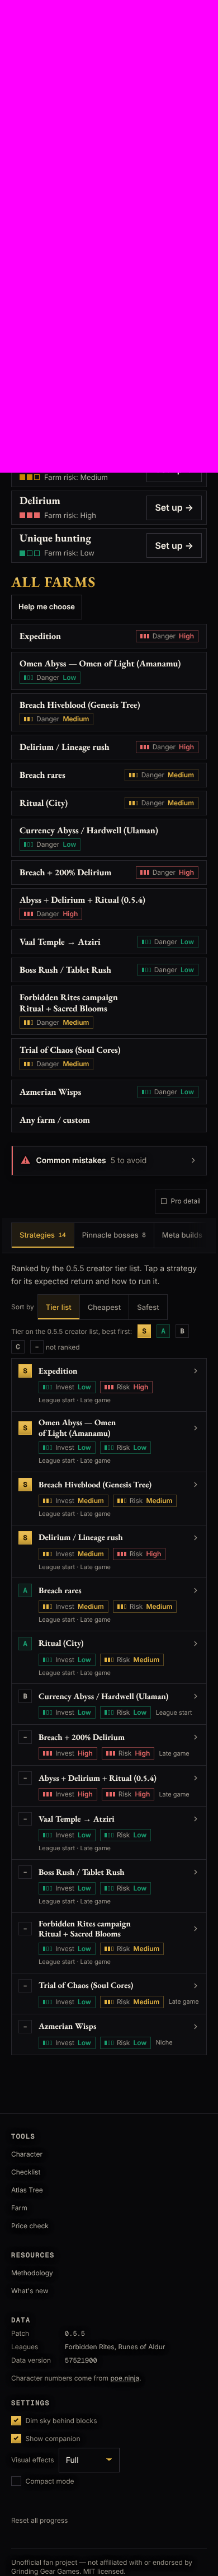 Farm risk: Medium
Delirium
Farm risk: High
Set up →
Unique hunting
Farm risk: Low
Set up →
ALL FARMS
Help me choose
Expedition
Danger High
Omen Abyss — Omen of Light (Amanamu)
Danger Low
Breach Hiveblood (Genesis Tree)
Danger Medium
Delirium / Lineage rush
Danger High
Breach rares
Danger Medium
Ritual (City)
Danger Medium
Currency Abyss / Hardwell (Ulaman)
Danger Low
Breach + 200% Delirium
Danger High
Abyss + Delirium + Ritual (0.5.4)
Danger High
Vaal Temple → Atziri
Danger Low
Boss Rush / Tablet Rush
Danger Low
Forbidden Rites campaign
Ritual + Sacred Blooms
Danger Medium
Trial of Chaos (Soul Cores)
Danger Medium
Azmerian Wisps
Danger Low
Any farm / custom
Common mistakes 5 to avoid
Pro detail
Strategies 14 Pinnacle bosses 8 Meta builds
Ranked by the 0.5.5 creator tier list. Tap a strategy
for its expected return and how to run it.
Sort by Tier list Cheapest Safest
Tier on the 0.5.5 creator list, best first: S A B
C – not ranked
S Expedition
Invest Low Risk High
League start · Late game
S Omen Abyss — Omen
of Light (Amanamu)
Invest Low Risk Low
League start · Late game
S Breach Hiveblood (Genesis Tree)
Invest Medium Risk Medium
League start · Late game
S Delirium / Lineage rush
Invest Medium Risk High
League start · Late game
A Breach rares
Invest Medium Risk Medium
League start · Late game
A Ritual (City)
Invest Low Risk Medium
League start · Late game
B Currency Abyss / Hardwell (Ulaman)
Invest Low Risk Low League start
– Breach + 200% Delirium
Invest High Risk High Late game
– Abyss + Delirium + Ritual (0.5.4)
Invest High Risk High Late game
– Vaal Temple → Atziri
Invest Low Risk Low
League start · Late game
– Boss Rush / Tablet Rush
Invest Low Risk Low
League start · Late game
– Forbidden Rites campaign
Ritual + Sacred Blooms
Invest Low Risk Medium
League start · Late game
– Trial of Chaos (Soul Cores)
Invest Low Risk Medium Late game
– Azmerian Wisps
Invest Low Risk Low Niche
TOOLS
Character
Checklist
Atlas Tree
Farm
Price check
RESOURCES
Methodology
What's new
DATA
Patch 0.5.5
Leagues Forbidden Rites, Runes of Aldur
Data version 57521900
Character numbers come from poe.ninja.
SETTINGS
Dim sky behind blocks
Show companion
Visual effects Full
Compact mode
Reset all progress
Unofficial fan project — not affiliated with or endorsed by
Grinding Gear Games. MIT licensed.